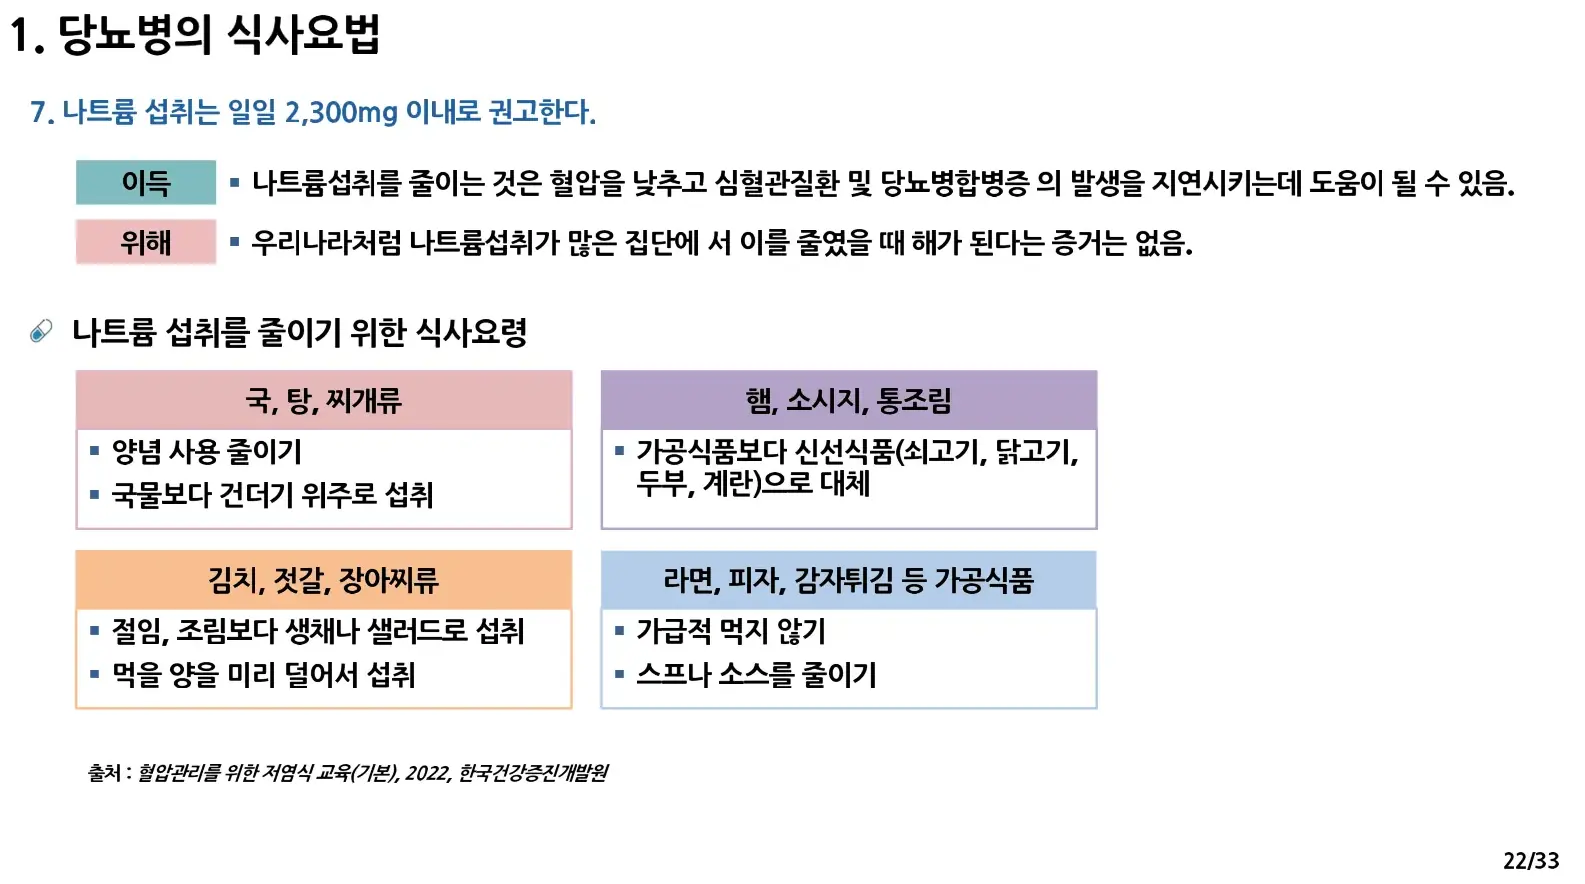 1. 당뇨병의 식사요법
7. 나트륨 섭취는 일일 2,300mg 이내로 권고한다.
이득
▪ 나트륨섭취를 줄이는 것은 혈압을 낮추고 심혈관질환 및 당뇨병합병증 의 발생을 지연시키는데 도움이 될 수 있음.
위해
▪ 우리나라처럼 나트륨섭취가 많은 집단에 서 이를 줄였을 때 해가 된다는 증거는 없음.
나트륨 섭취를 줄이기 위한 식사요령
국, 탕, 찌개류
▪ 양념 사용 줄이기
▪ 국물보다 건더기 위주로 섭취
햄, 소시지, 통조림
▪ 가공식품보다 신선식품(쇠고기, 닭고기,
두부, 계란)으로 대체
김치, 젓갈, 장아찌류
▪ 절임, 조림보다 생채나 샐러드로 섭취
▪ 먹을 양을 미리 덜어서 섭취
라면, 피자, 감자튀김 등 가공식품
▪ 가급적 먹지 않기
▪ 스프나 소스를 줄이기
출처 : 혈압관리를 위한 저염식 교육(기본), 2022, 한국건강증진개발원
22/33